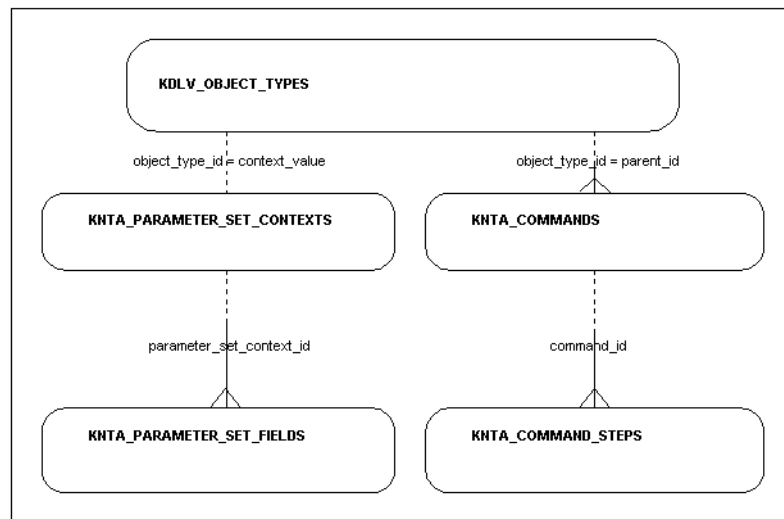 KDLV_OBJECT_TYPES
object_type_id = context_value
object_type_id = parent_id
KNTA_PARAMETER_SET_CONTEXTS
KNTA_COMMANDS
parameter_set_context_id
command_id
KNTA_PARAMETER_SET_FIELDS
KNTA_COMMAND_STEPS